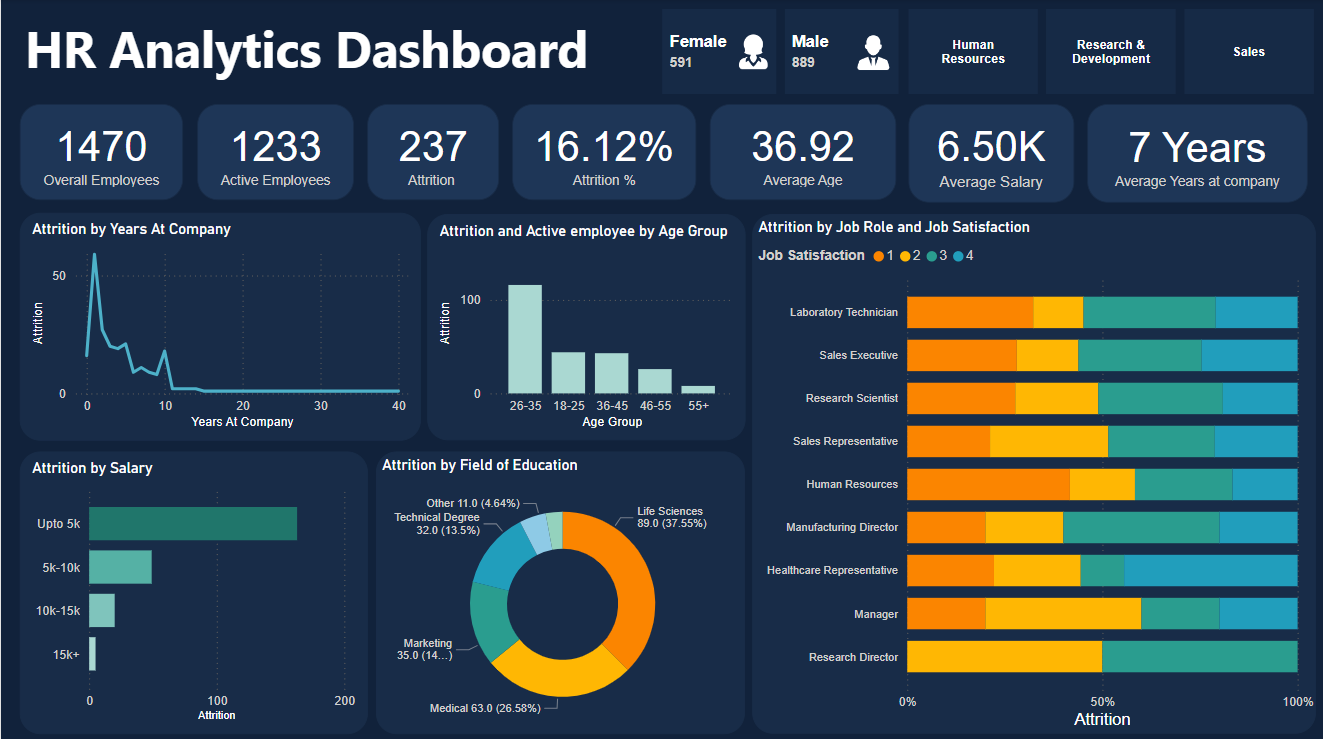 HR Analytics Dashboard
Female
591
Male
889
Human
Resources
Research &
Development
Sales
1470
Overall Employees
1233
Active Employees
237
Attrition
16.12%
Attrition %
36.92
Average Age
6.50K
Average Salary
7 Years
Average Years at company
Attrition by Years At Company
Attrition
50
0
0 10 20 30 40
Years At Company
Attrition and Active employee by Age Group
Attrition
100
0
26-35 18-25 36-45 46-55 55+
Age Group
Attrition by Job Role and Job Satisfaction
Job Satisfaction 1 2 3 4
Laboratory Technician
Sales Executive
Research Scientist
Sales Representative
Human Resources
Manufacturing Director
Healthcare Representative
Manager
Research Director
0% 50% 100%
Attrition
Attrition by Salary
Upto 5k
5k-10k
10k-15k
15k+
0 100 200
Attrition
Attrition by Field of Education
Other 11.0 (4.64%)
Technical Degree
32.0 (13.5%)
Life Sciences
89.0 (37.55%)
Marketing
35.0 (14...)
Medical 63.0 (26.58%)